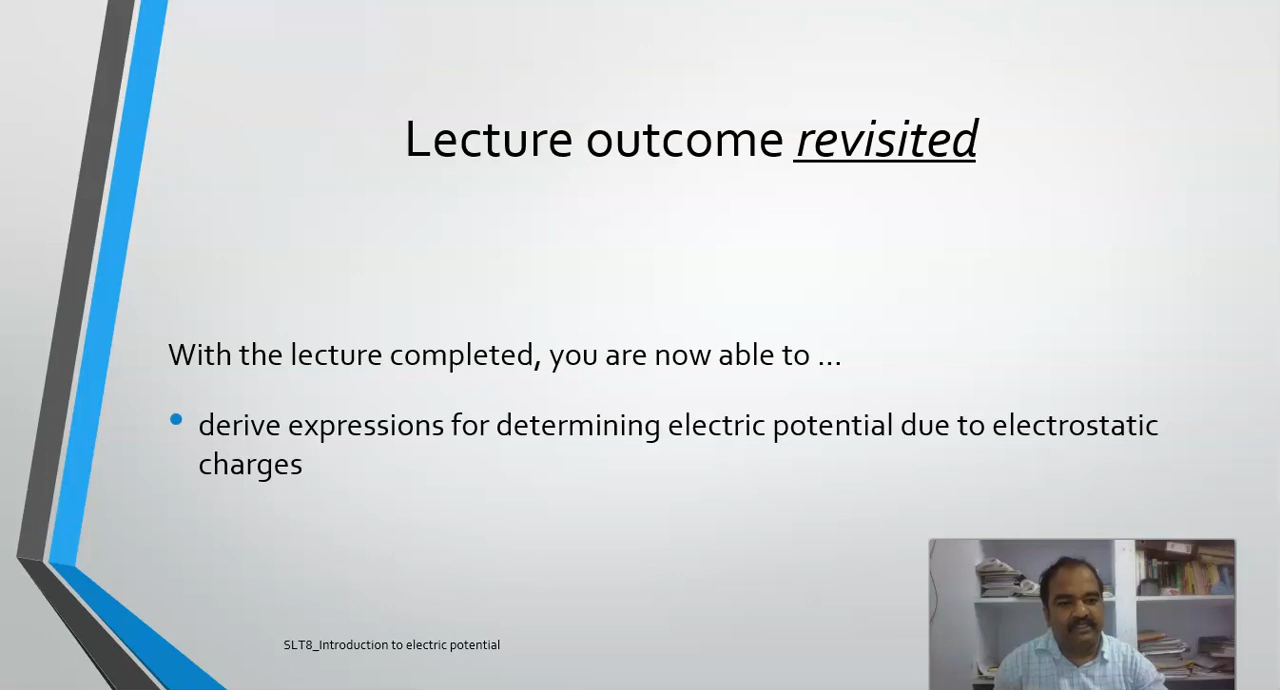 Lecture outcome revisited
With the lecture completed, you are now able to ...
derive expressions for determining electric potential due to electrostatic
charges
SLT8_Introduction to electric potential